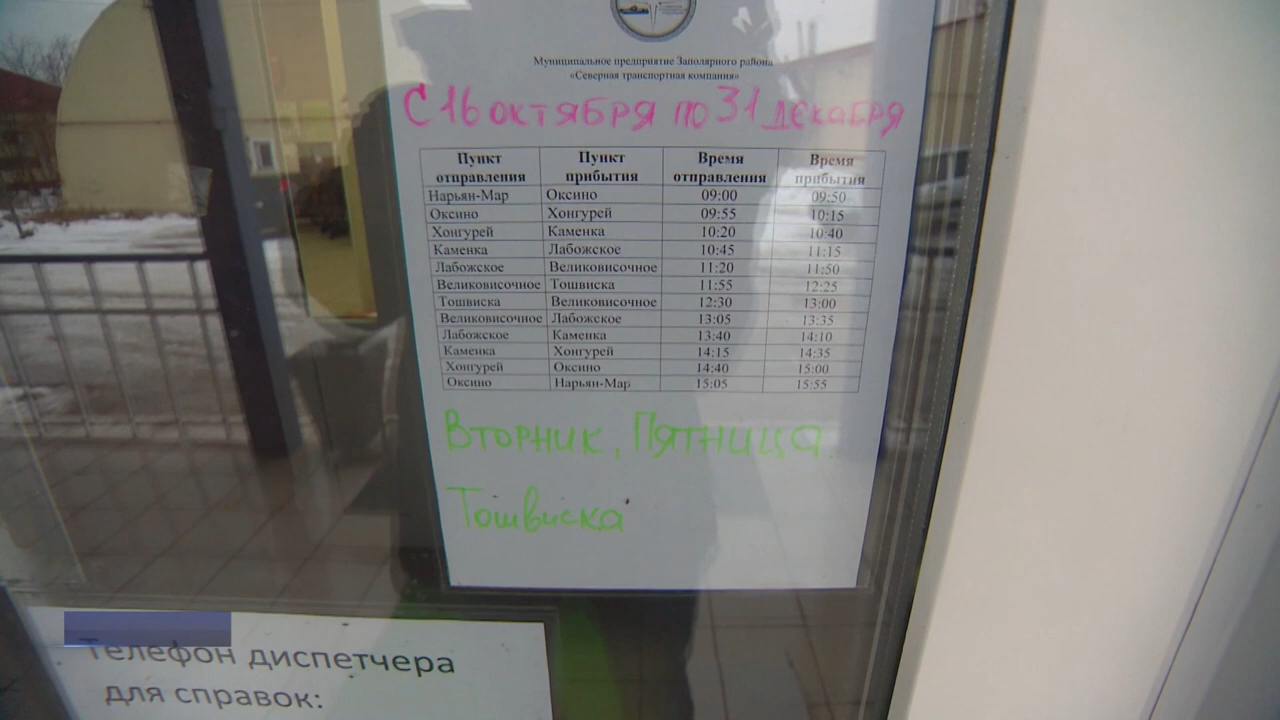 Муниципальное предприятие Заполярного района
«Северная транспортная компания»
С 16 октября по 31 декабря
Пункт отправления Пункт прибытия Время отправления Время прибытия
Нарьян-Мар Оксино 09:00 09:50
Оксино Хонгурей 09:55 10:15
Хонгурей Каменка 10:20 10:40
Каменка Лабожское 10:45 11:15
Лабожское Великовисочное 11:20 11:50
Великовисочное Тошвиска 11:55 12:25
Тошвиска Великовисочное 12:30 13:00
Великовисочное Лабожское 13:05 13:35
Лабожское Каменка 13:40 14:10
Каменка Хонгурей 14:15 14:35
Хонгурей Оксино 14:40 15:00
Оксино Нарьян-Мар 15:05 15:55
Вторник, Пятница.
Тошвиска
Телефон диспетчера
для справок: